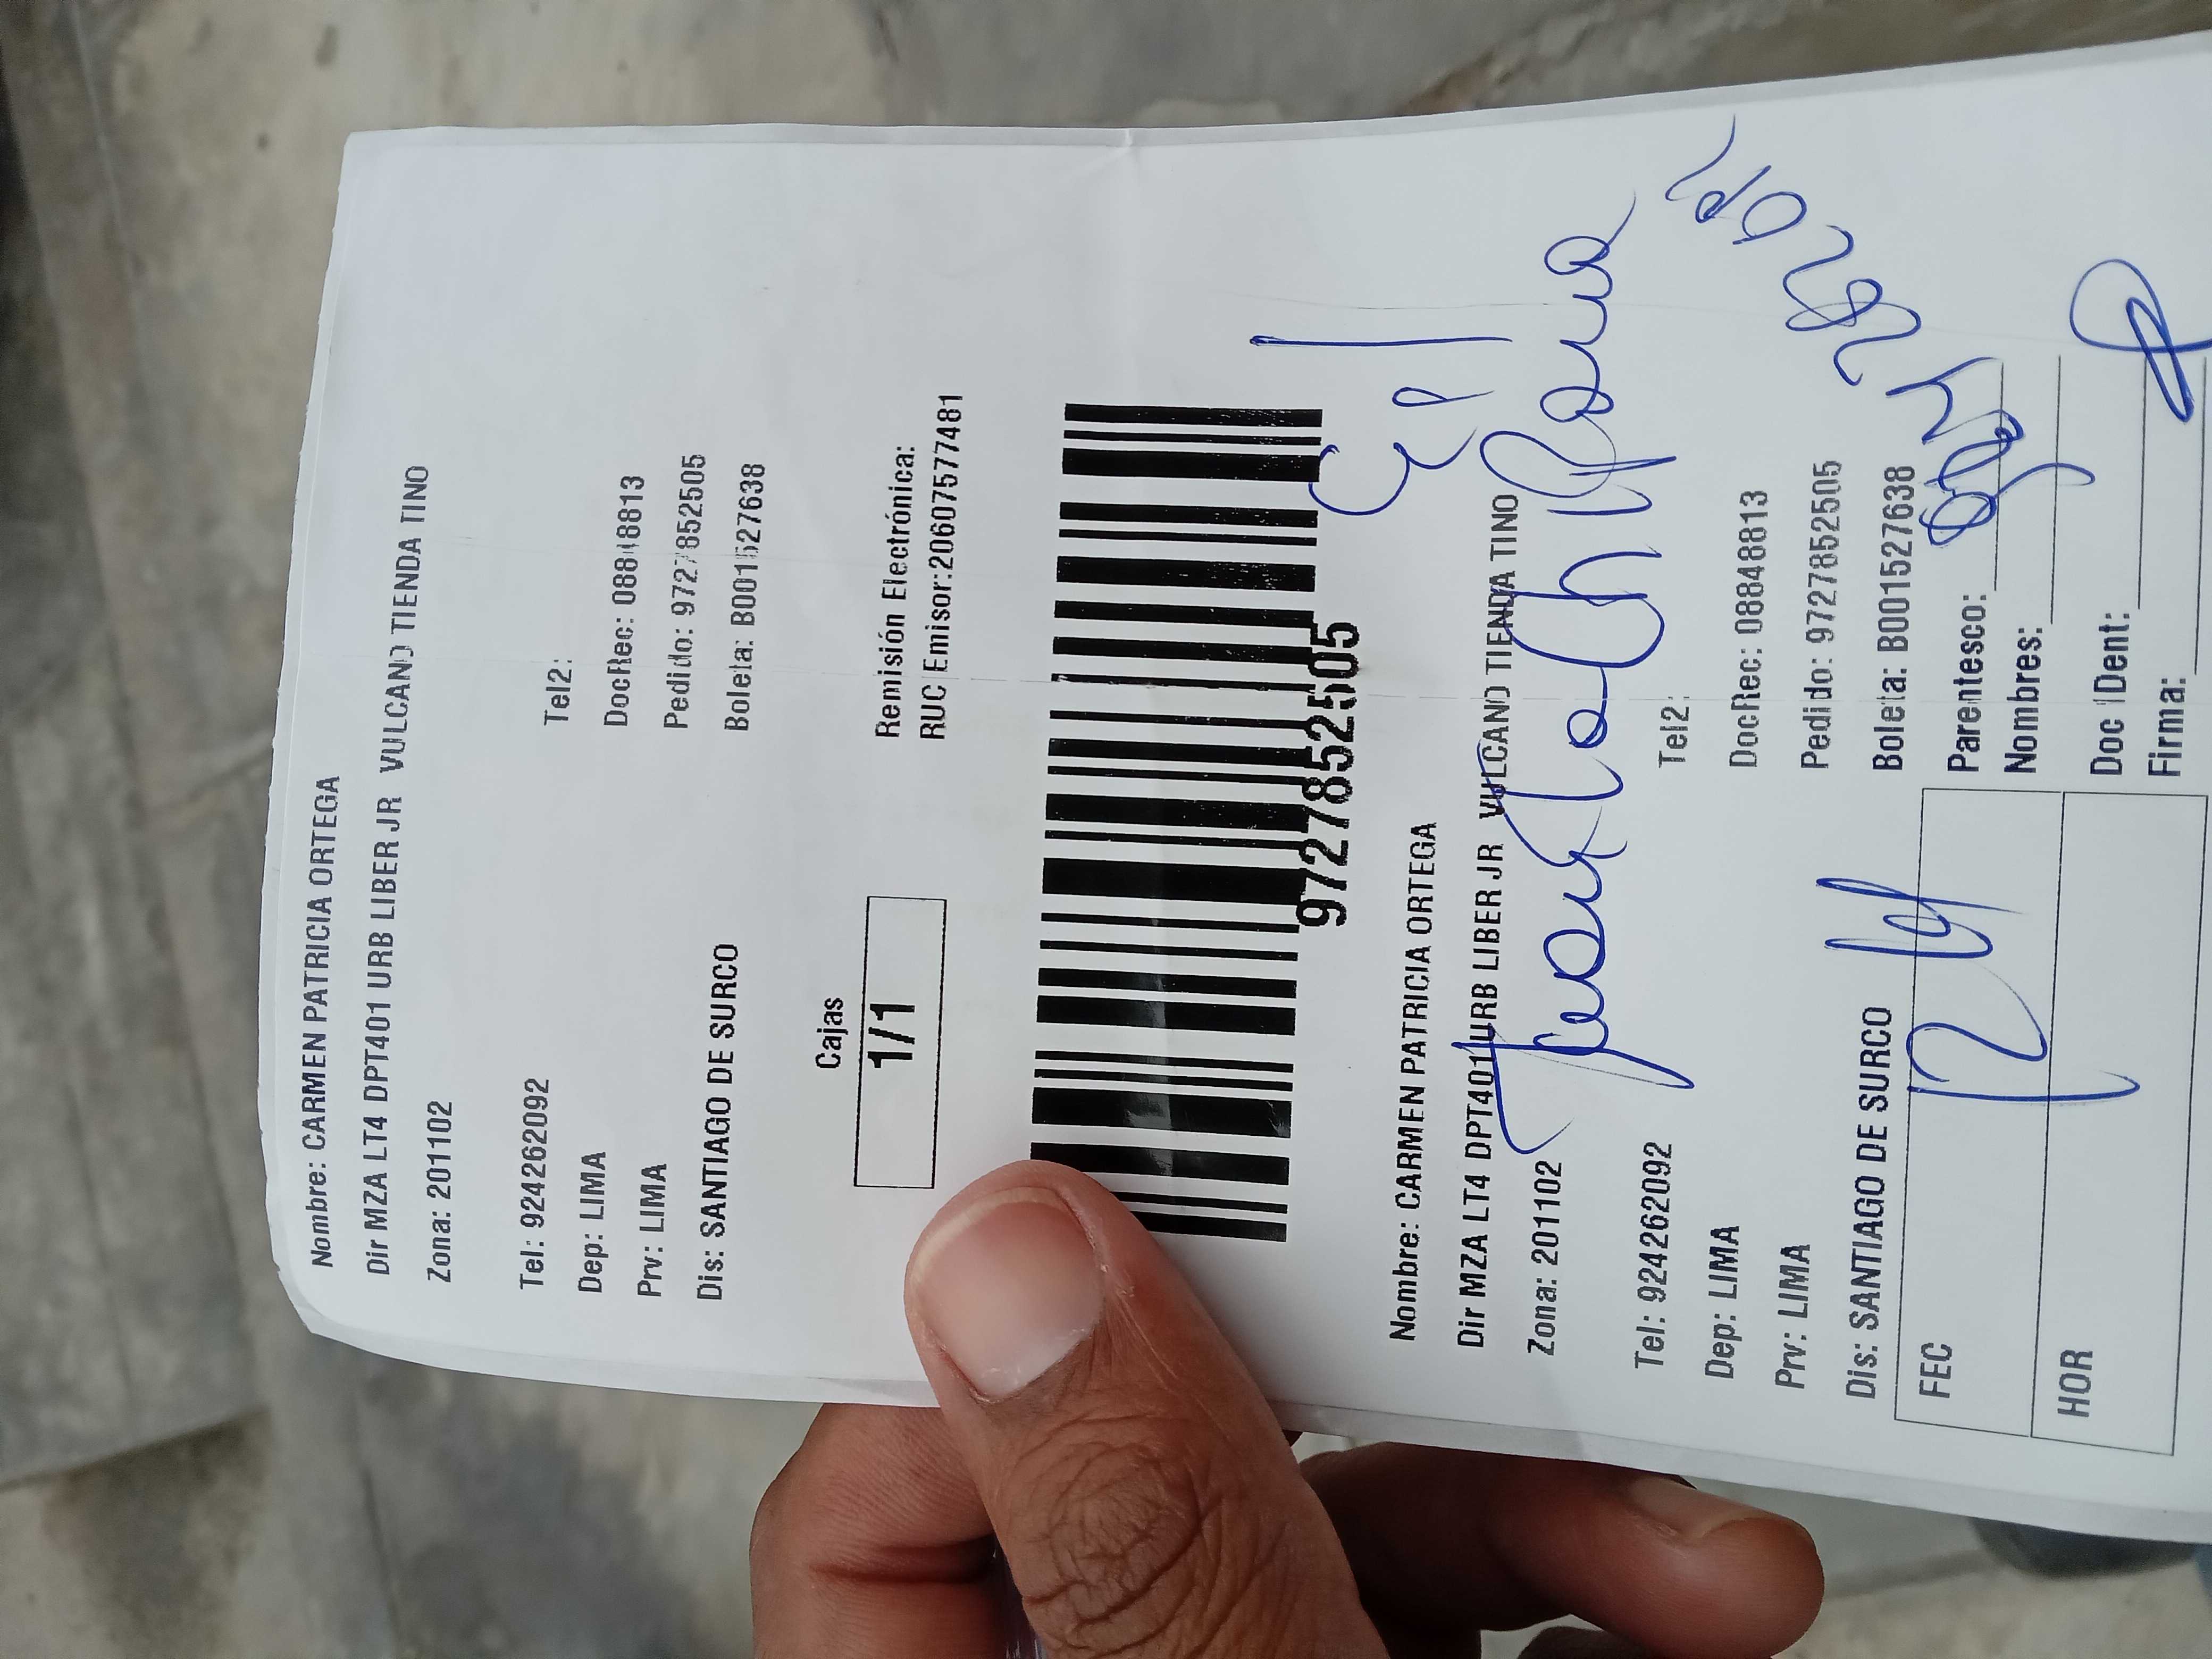 Nombre: CARMEN PATRICIA ORTEGA
Dir MZA LT4 DPT401 URB LIBER JR VULCANO TIENDA TINO
Zona: 201102
Tel: 924262092 Tel2:
Dep: LIMA DocRec: 08848813
Prv: LIMA Pedido: 9727852505
Dis: SANTIAGO DE SURCO Boleta: B001527638
Cajas
1/1
Remisión Electrónica:
RUC Emisor:20607577481
9727852505
Nombre: CARMEN PATRICIA ORTEGA
Dir MZA LT4 DPT401 URB LIBER JR VULCANO TIENDA TINO
Zona: 201102
Tel: 924262092 Tel2:
Dep: LIMA DocRec: 08848813
Prv: LIMA Pedido: 9727852505
Dis: SANTIAGO DE SURCO Boleta: B001527638
FEC
HOR
Parentesco:
Nombres:
Doc IDent:
Firma: